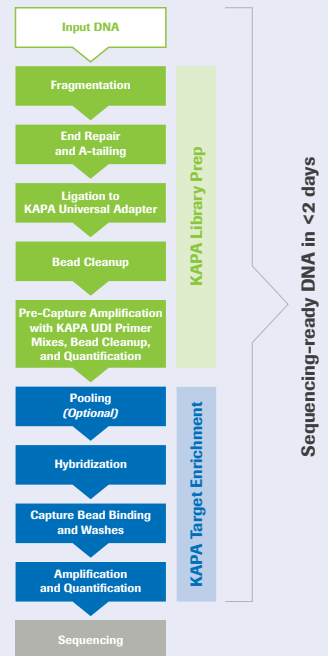 Input DNA
Fragmentation
End Repair
and A-tailing
Ligation to
KAPA Universal Adapter
Bead Cleanup
Pre-Capture Amplification
with KAPA UDI Primer
Mixes, Bead Cleanup,
and Quantification
KAPA Library Prep
Pooling
(Optional)
Hybridization
Capture Bead Binding
and Washes
Amplification
and Quantification
KAPA Target Enrichment
Sequencing
Sequencing-ready DNA in <2 days